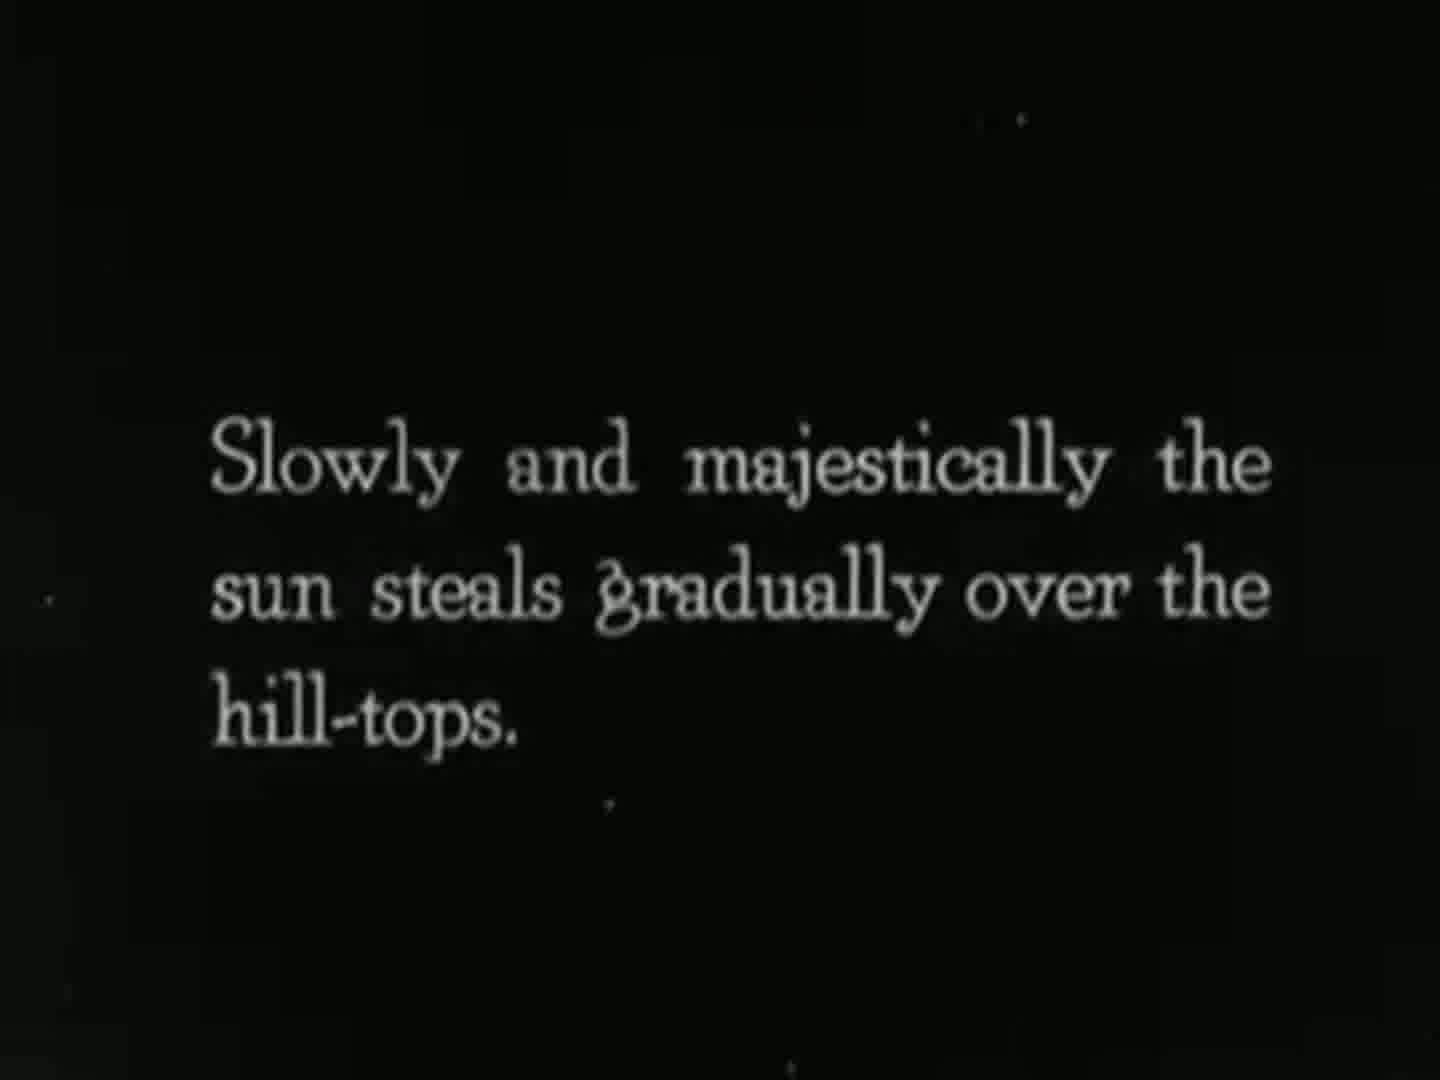 Slowly and majestically the
sun steals gradually over the
hill-tops.